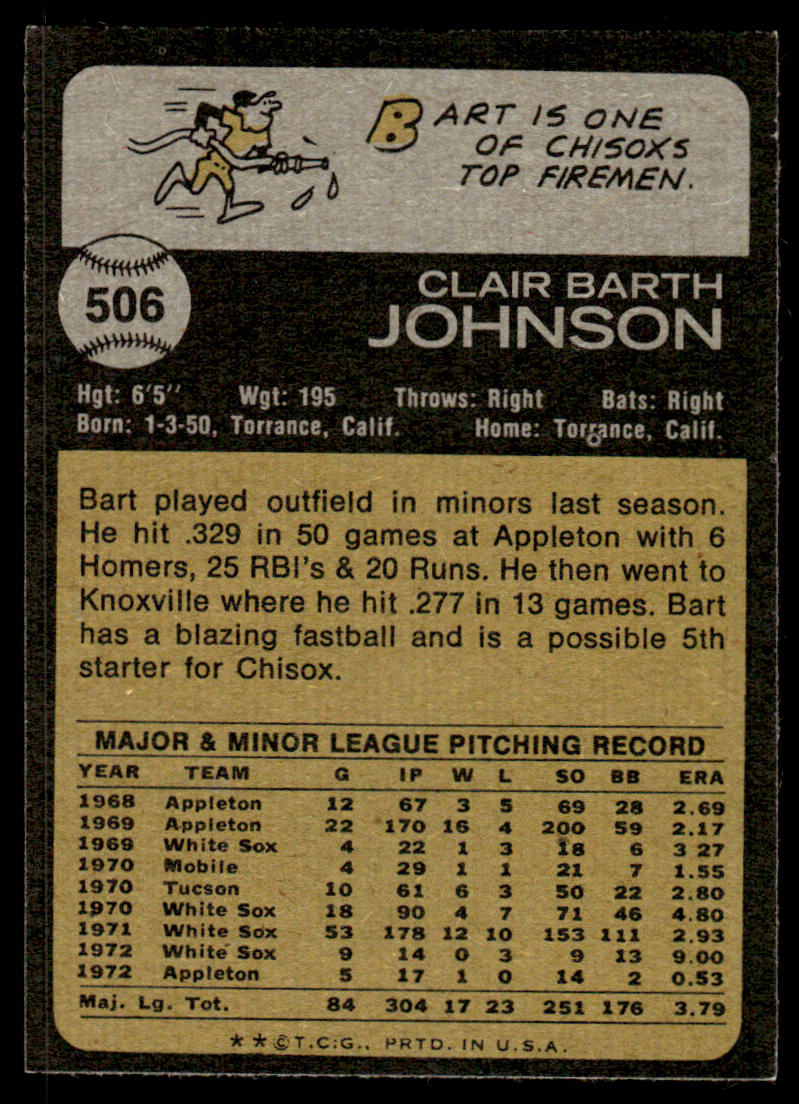 BART IS ONE
OF CHISOXS
TOP FIREMEN.
506
CLAIR BARTH
JOHNSON
Hgt: 6'5" Wgt: 195 Throws: Right Bats: Right
Born: 1-3-50, Torrance, Calif. Home: Torrance, Calif.
Bart played outfield in minors last season.
He hit .329 in 50 games at Appleton with 6
Homers, 25 RBI's & 20 Runs. He then went to
Knoxville where he hit .277 in 13 games. Bart
has a blazing fastball and is a possible 5th
starter for Chisox.
MAJOR & MINOR LEAGUE PITCHING RECORD
YEAR TEAM G IP W L SO BB ERA
1968 Appleton 12 67 3 5 69 28 2.69
1969 Appleton 22 170 16 4 200 59 2.17
1969 White Sox 4 22 1 3 18 6 3 27
1970 Mobile 4 29 1 1 21 7 1.55
1970 Tucson 10 61 6 3 50 22 2.80
1970 White Sox 18 90 4 7 71 46 4.80
1971 White Sox 53 178 12 10 153 111 2.93
1972 White Sox 9 14 0 3 9 13 9.00
1972 Appleton 5 17 1 0 14 2 0.53
Maj. Lg. Tot. 84 304 17 23 251 176 3.79
* * © T.C.G., PRTD. IN U.S.A.